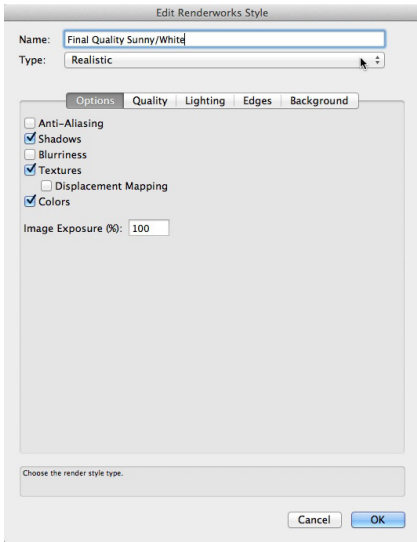 Edit Renderworks Style
Name: Final Quality Sunny/White
Type: Realistic
Options Quality Lighting Edges Background
Anti-Aliasing
Shadows
Blurriness
Textures
Displacement Mapping
Colors
Image Exposure (%): 100
Choose the render style type.
Cancel OK